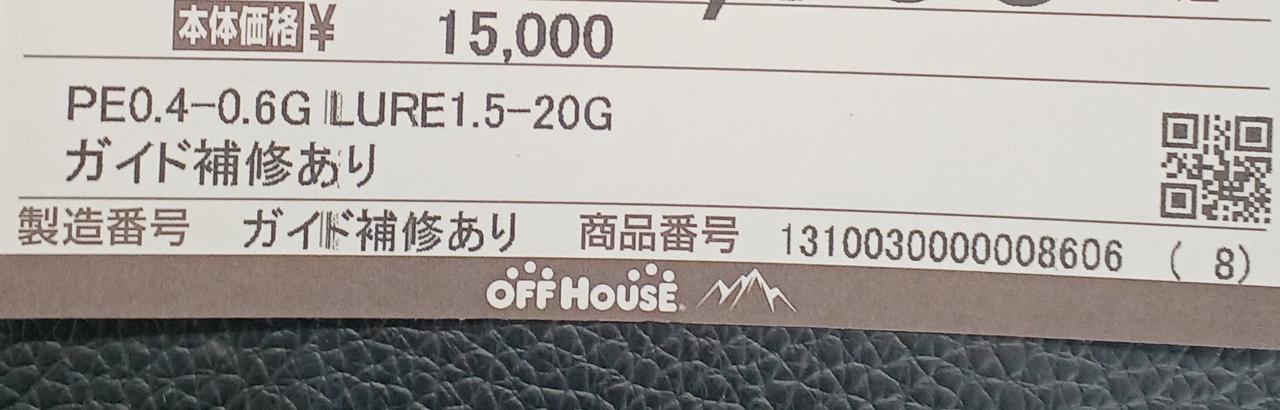 本体価格¥ 15,000
PE0.4-0.6G LURE1.5-20G
ガイド補修あり
製造番号 ガイド補修あり 商品番号 1310030000008606 ( 8)
OFF HOUSE